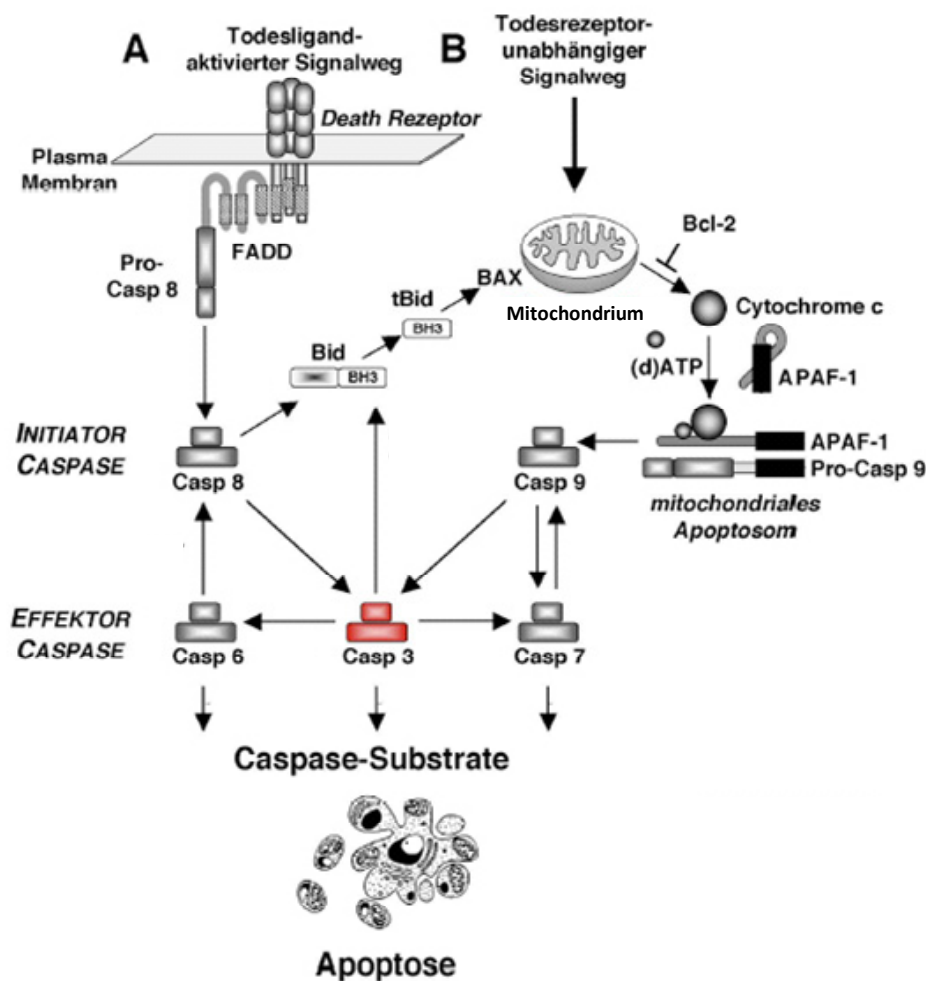 A
Todesligand-
aktivierter Signalweg
B
Todesrezeptor-
unabhängiger
Signalweg
Death Rezeptor
Plasma
Membran
FADD
Pro-
Casp 8
Bcl-2
BAX
tBid
BH3
Mitochondrium
Cytochrome c
Bid
BH3
(d)ATP
APAF-1
INITIATOR
CASPASE
Casp 8
Casp 9
APAF-1
Pro-Casp 9
mitochondriales
Apoptosom
EFFEKTOR
CASPASE
Casp 6
Casp 3
Casp 7
Caspase-Substrate
Apoptose